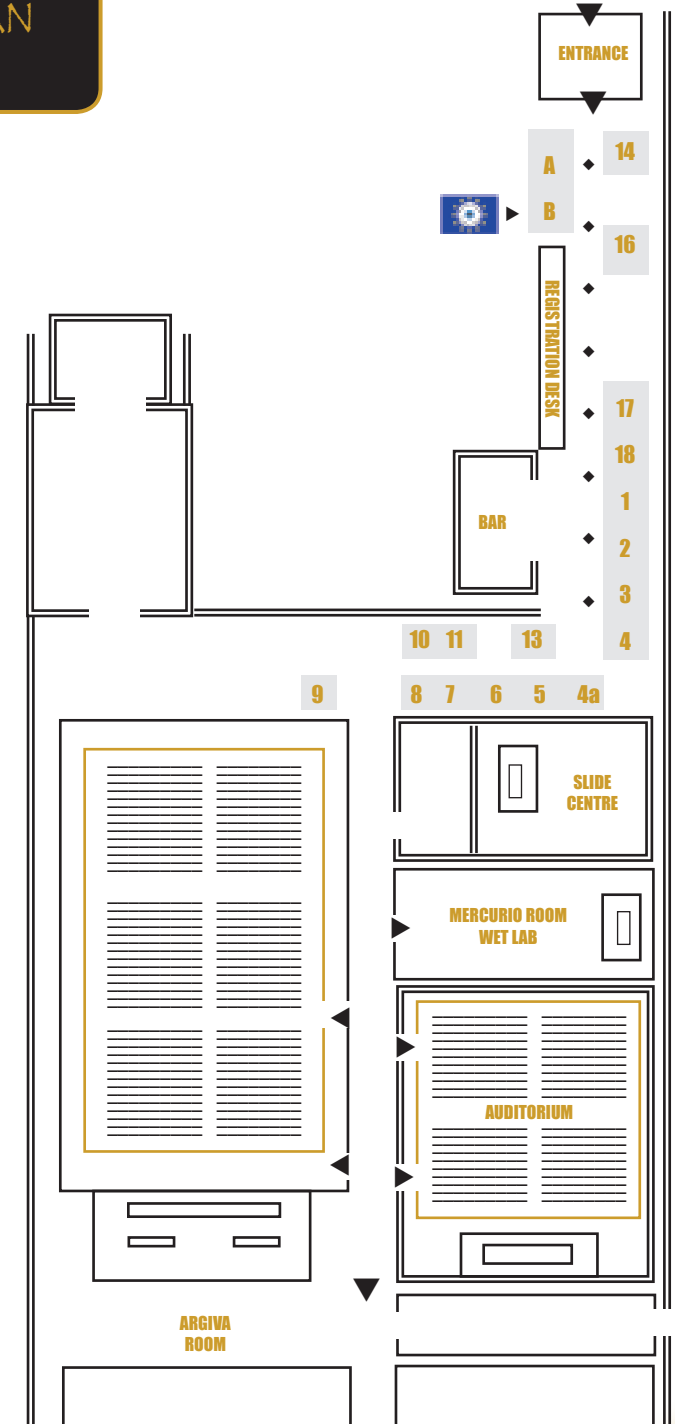 ENTRANCE
A
14
B
16
REGISTRATION DESK
17
18
1
BAR
2
3
10 11 13 4
9 8 7 6 5 4a
SLIDE
CENTRE
MERCURIO ROOM
WET LAB
AUDITORIUM
ARGIVA
ROOM